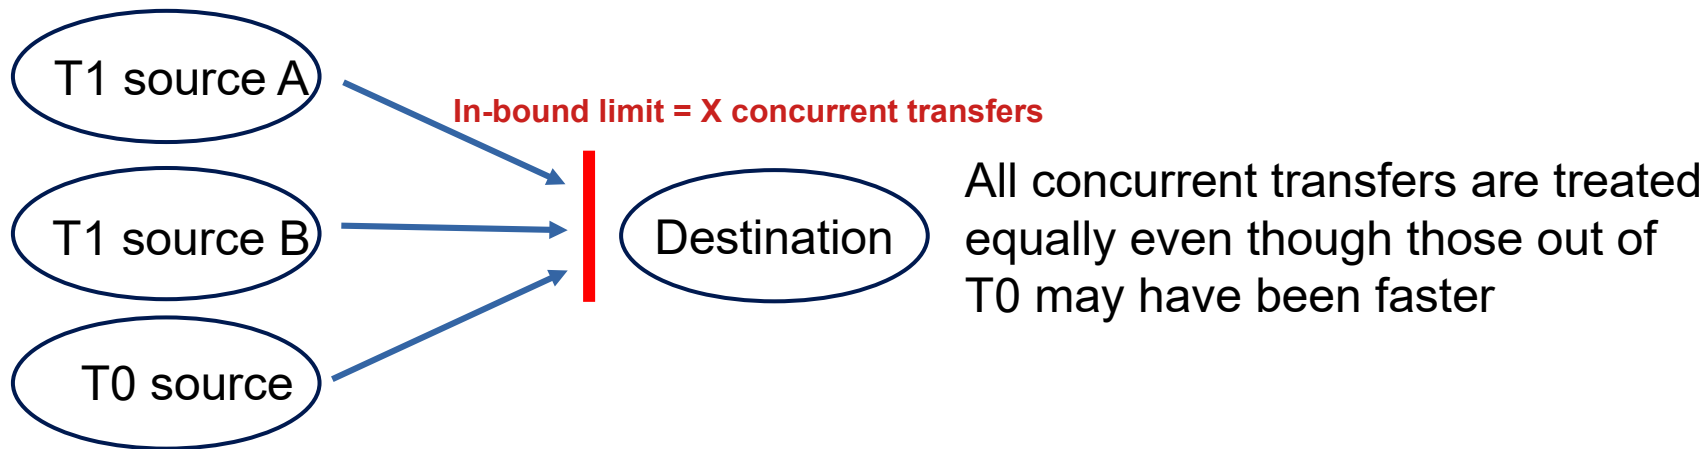 T1 source A
In-bound limit = X concurrent transfers
T1 source B
Destination
All concurrent transfers are treated
equally even though those out of
T0 may have been faster
T0 source